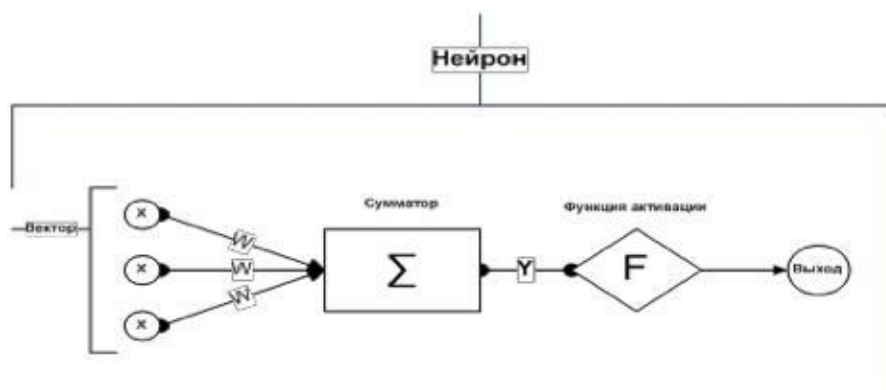 Нейрон
Сумматор
Функция активации
Вектор
X
W
X
W
Σ
Y
F
Выход
X
W